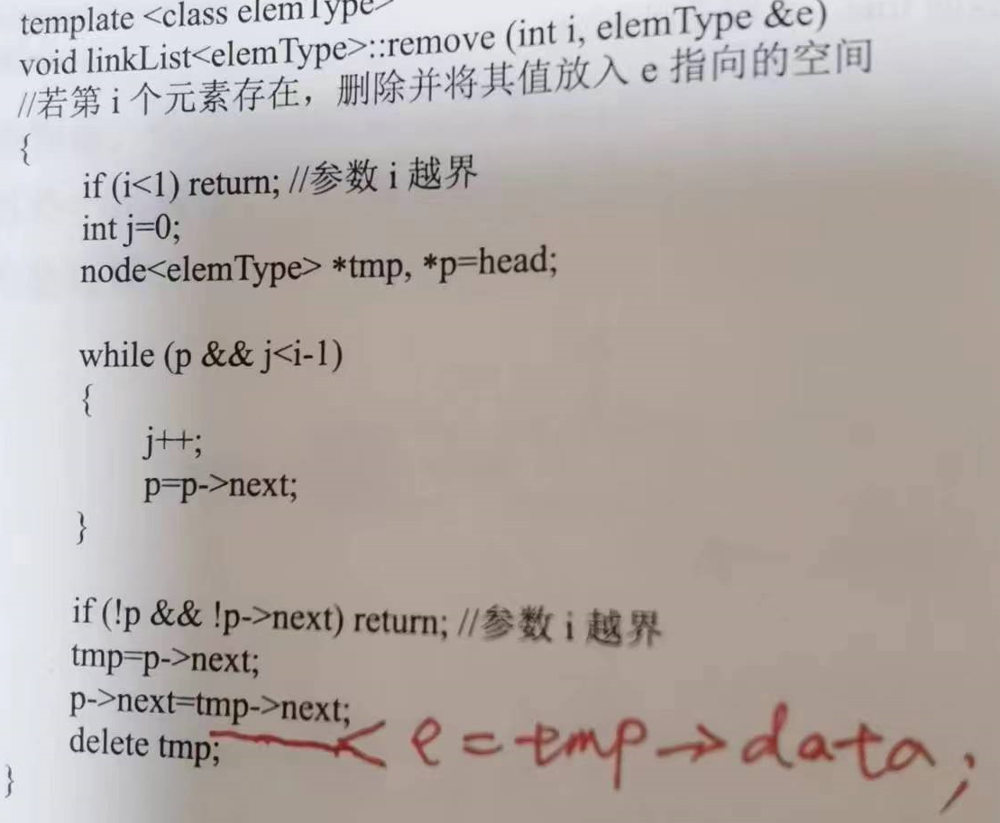 template <class elemType>
void linkList<elemType>::remove (int i, elemType &e)
//若第 i 个元素存在，删除并将其值放入 e 指向的空间
{
if (i<1) return; //参数 i 越界
int j=0;
node<elemType> *tmp, *p=head;
while (p && j<i-1)
{
j++;
p=p->next;
}
if (!p && !p->next) return; //参数 i 越界
tmp=p->next;
p->next=tmp->next;
e=tmp→data;
delete tmp;
}